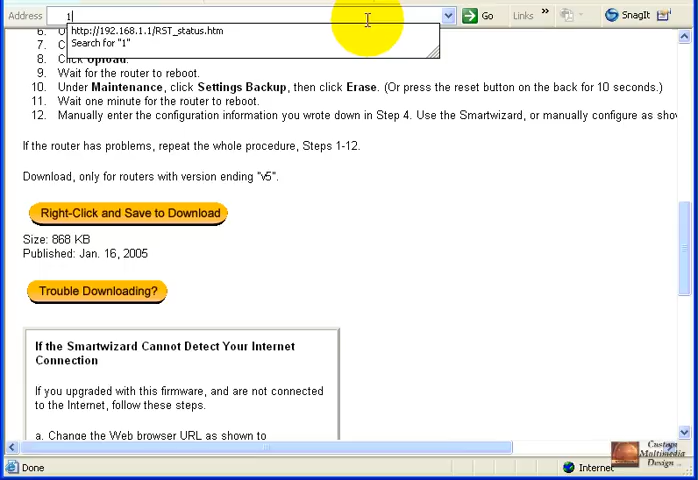 Address 1 Go Links » SnagIt
http://192.168.1.1/RST_status.htm
Search for "1"
8. Click Upload.
9. Wait for the router to reboot.
10. Under Maintenance, click Settings Backup, then click Erase. (Or press the reset button on the back for 10 seconds.)
11. Wait one minute for the router to reboot.
12. Manually enter the configuration information you wrote down in Step 4. Use the Smartwizard, or manually configure as
If the router has problems, repeat the whole procedure, Steps 1-12.
Download, only for routers with version ending "v5".
Right-Click and Save to Download
Size: 868 KB
Published: Jan. 16, 2005
Trouble Downloading?
If the Smartwizard Cannot Detect Your Internet
Connection
If you upgraded with this firmware, and are not connected
to the Internet, follow these steps.
a. Change the Web browser URL as shown to
Custom
Multimedia
Design
Done Internet